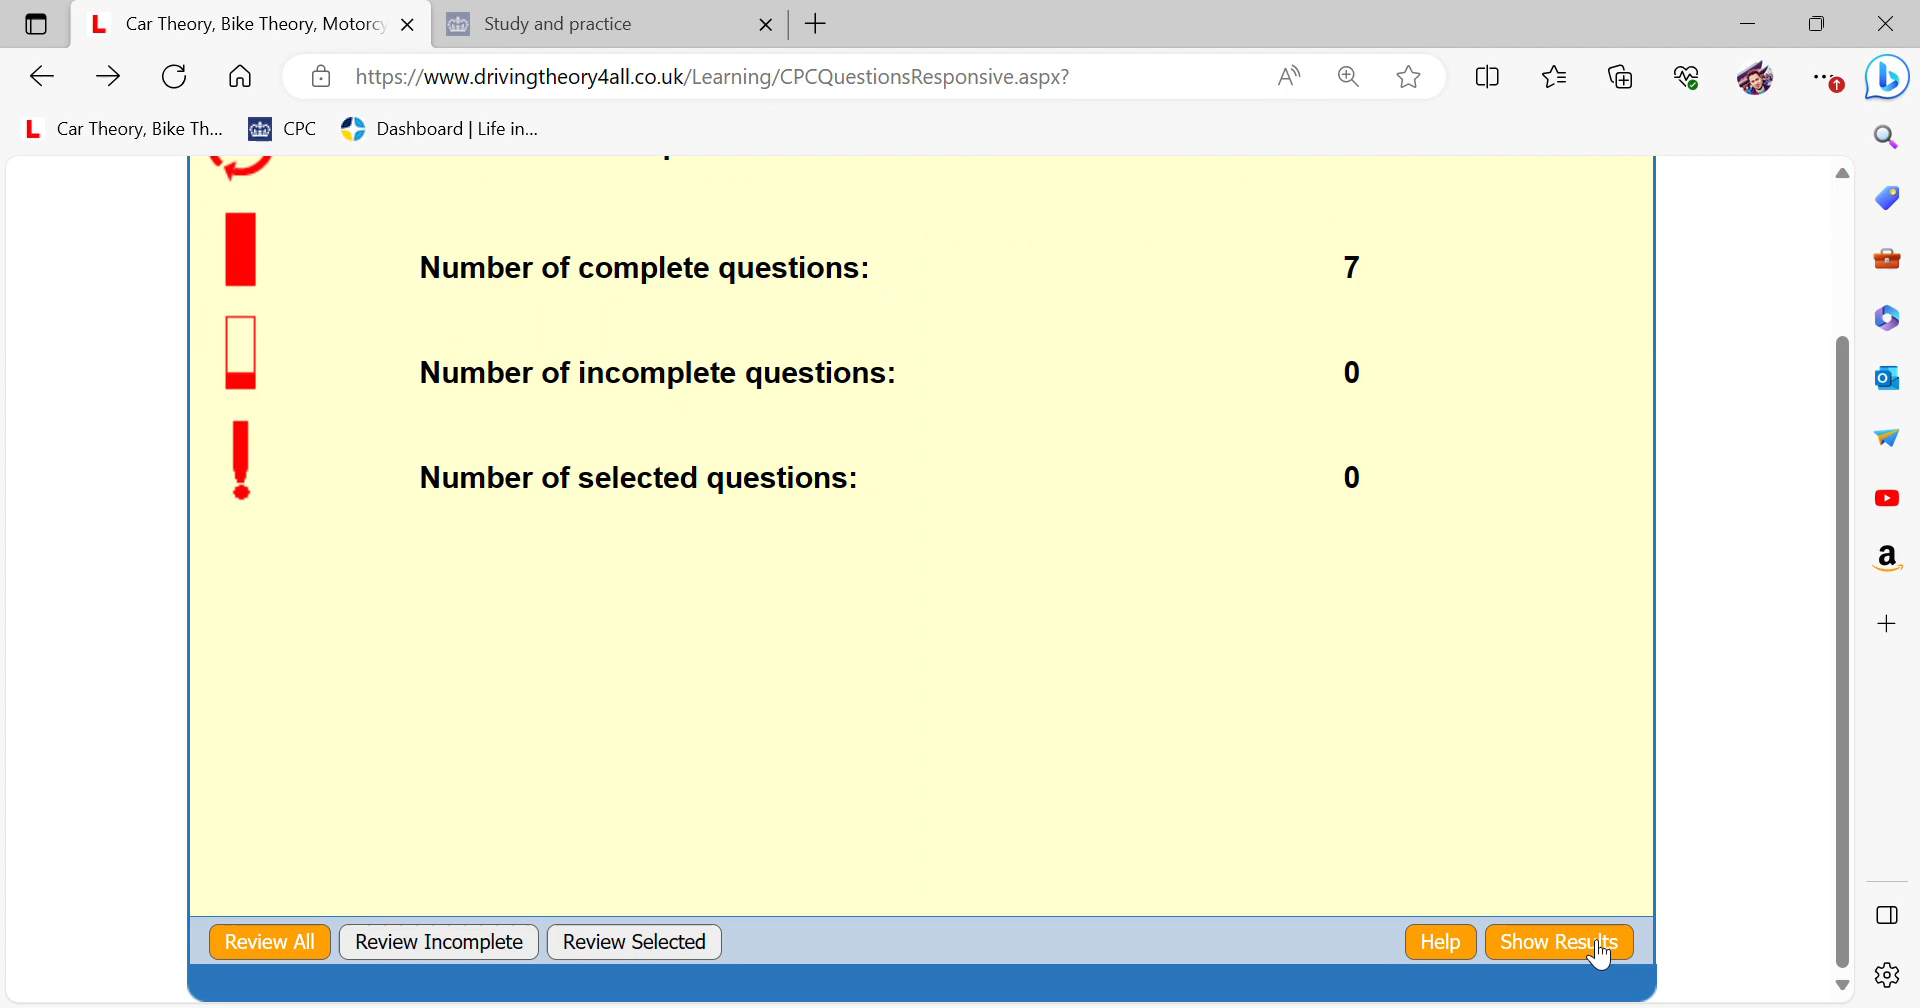 Car Theory, Bike Theory, Motorc
Study and practice
https://www.drivingtheory4all.co.uk/Learning/CPCQuestionsResponsive.aspx?
Car Theory, Bike Th...
CPC
Dashboard | Life in...
Number of complete questions: 7
Number of incomplete questions: 0
Number of selected questions: 0
Review All
Review Incomplete
Review Selected
Help
Show Results